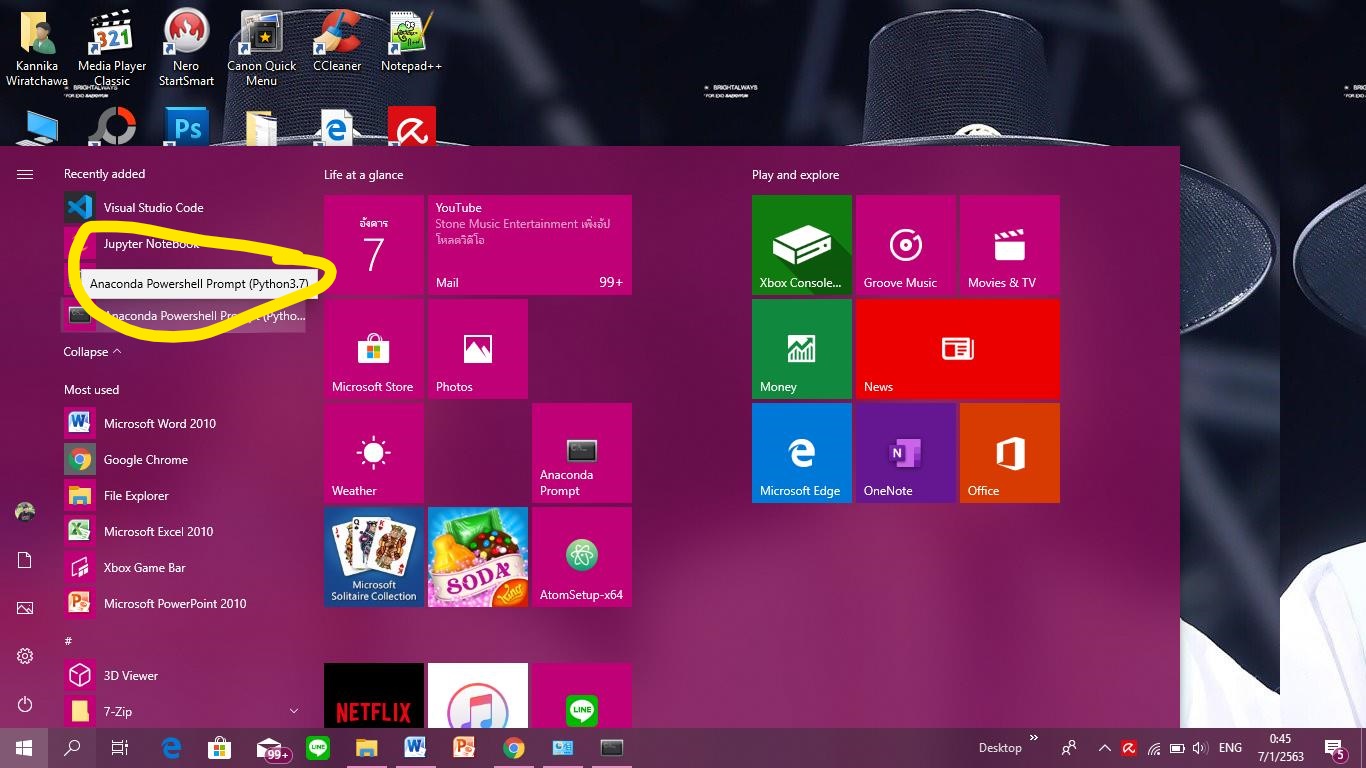 Kannika
Wiratchawa
Media Player
Classic
Nero
StartSmart
Canon Quick
Menu
CCleaner
Notepad++
321
BRIGHTALWAYS
BRIGHTALWAYS
Ps
Recently added
Visual Studio Code
Jupyter Notebook
Anaconda Powershell Prompt (Python3.7)
Anaconda Powershell Prompt (Pytho...
Collapse
Most used
Microsoft Word 2010
Google Chrome
File Explorer
Microsoft Excel 2010
Xbox Game Bar
Microsoft PowerPoint 2010
#
3D Viewer
7-Zip
Life at a glance
อังคาร
7
YouTube
Stone Music Entertainment เพิ่งอัป
โหลดวิดีโอ
Mail
99+
Microsoft Store
Photos
Weather
Anaconda
Prompt
Microsoft
Solitaire Collection
SODA
King
AtomSetup-x64
NETFLIX
LINE
Play and explore
Xbox Console...
Groove Music
Movies & TV
Money
News
Microsoft Edge
OneNote
Office
99+
LINE
Desktop
ENG
0:45
7/1/2563
5